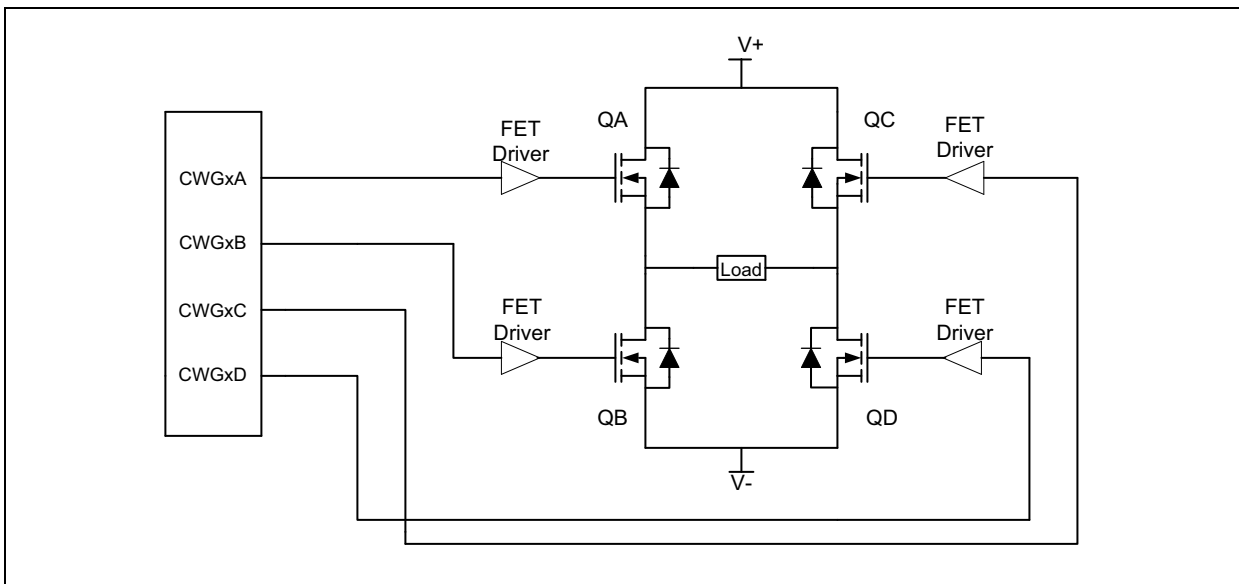 V+
QA
QC
FET
Driver
FET
Driver
CWGxA
CWGxB
CWGxC
CWGxD
Load
FET
Driver
FET
Driver
QB
QD
V-